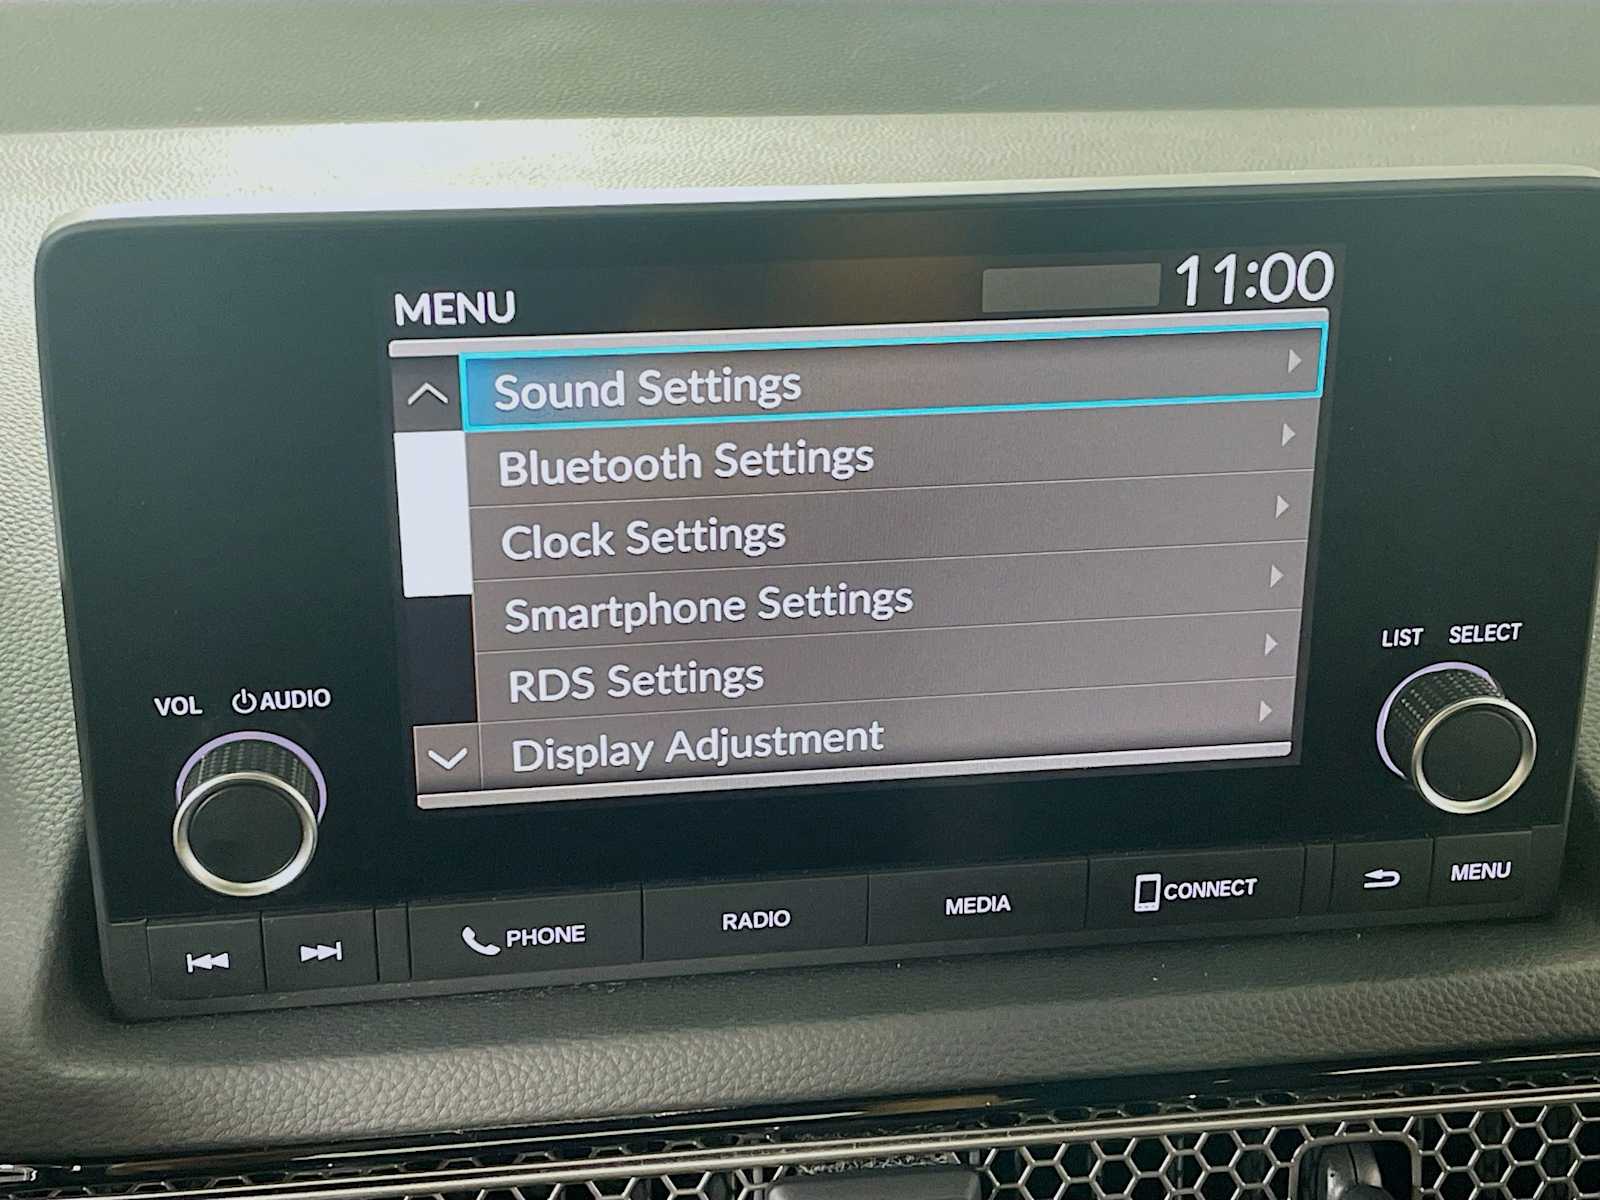 MENU 11:00
Sound Settings
Bluetooth Settings
Clock Settings
Smartphone Settings
RDS Settings
Display Adjustment
LIST SELECT
VOL AUDIO
PHONE RADIO MEDIA CONNECT MENU